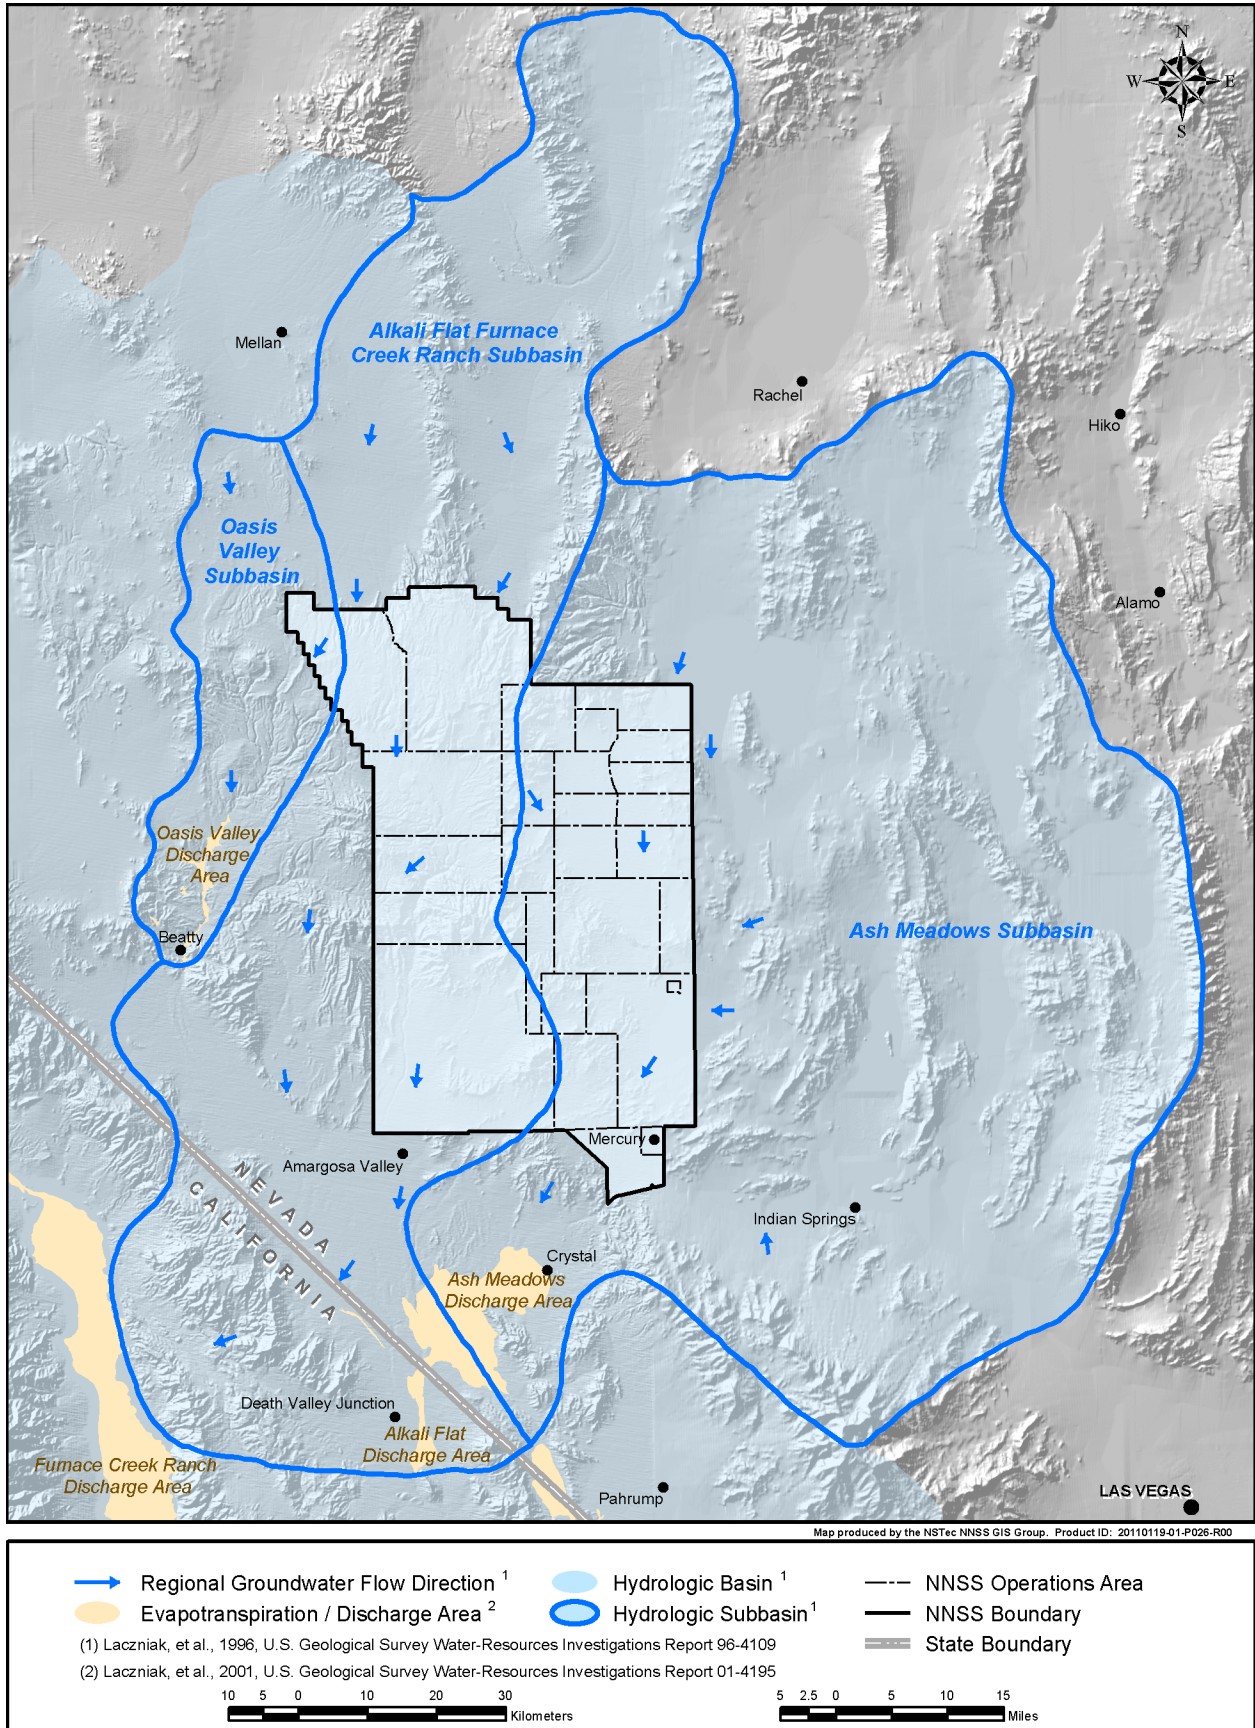 N
W E
S
Mellan
Alkali Flat Furnace
Creek Ranch Subbasin
Rachel
Hiko
Oasis
Valley
Subbasin
Alamo
Oasis Valley
Discharge
Area
Beatty
Ash Meadows Subbasin
Mercury
Amargosa Valley
NEVADA
CALIFORNIA
Indian Springs
Crystal
Ash Meadows
Discharge Area
Death Valley Junction
Alkali Flat
Discharge Area
Furnace Creek Ranch
Discharge Area
Pahrump
LAS VEGAS
Map produced by the NSTec NNSS GIS Group. Product ID: 20110119-01-P026-R00
Regional Groundwater Flow Direction 1
Hydrologic Basin 1
NNSS Operations Area
Evapotranspiration / Discharge Area 2
Hydrologic Subbasin 1
NNSS Boundary
(1) Laczniak, et al., 1996, U.S. Geological Survey Water-Resources Investigations Report 96-4109
State Boundary
(2) Laczniak, et al., 2001, U.S. Geological Survey Water-Resources Investigations Report 01-4195
10 5 0 10 20 30
Kilometers
5 2.5 0 5 10 15
Miles